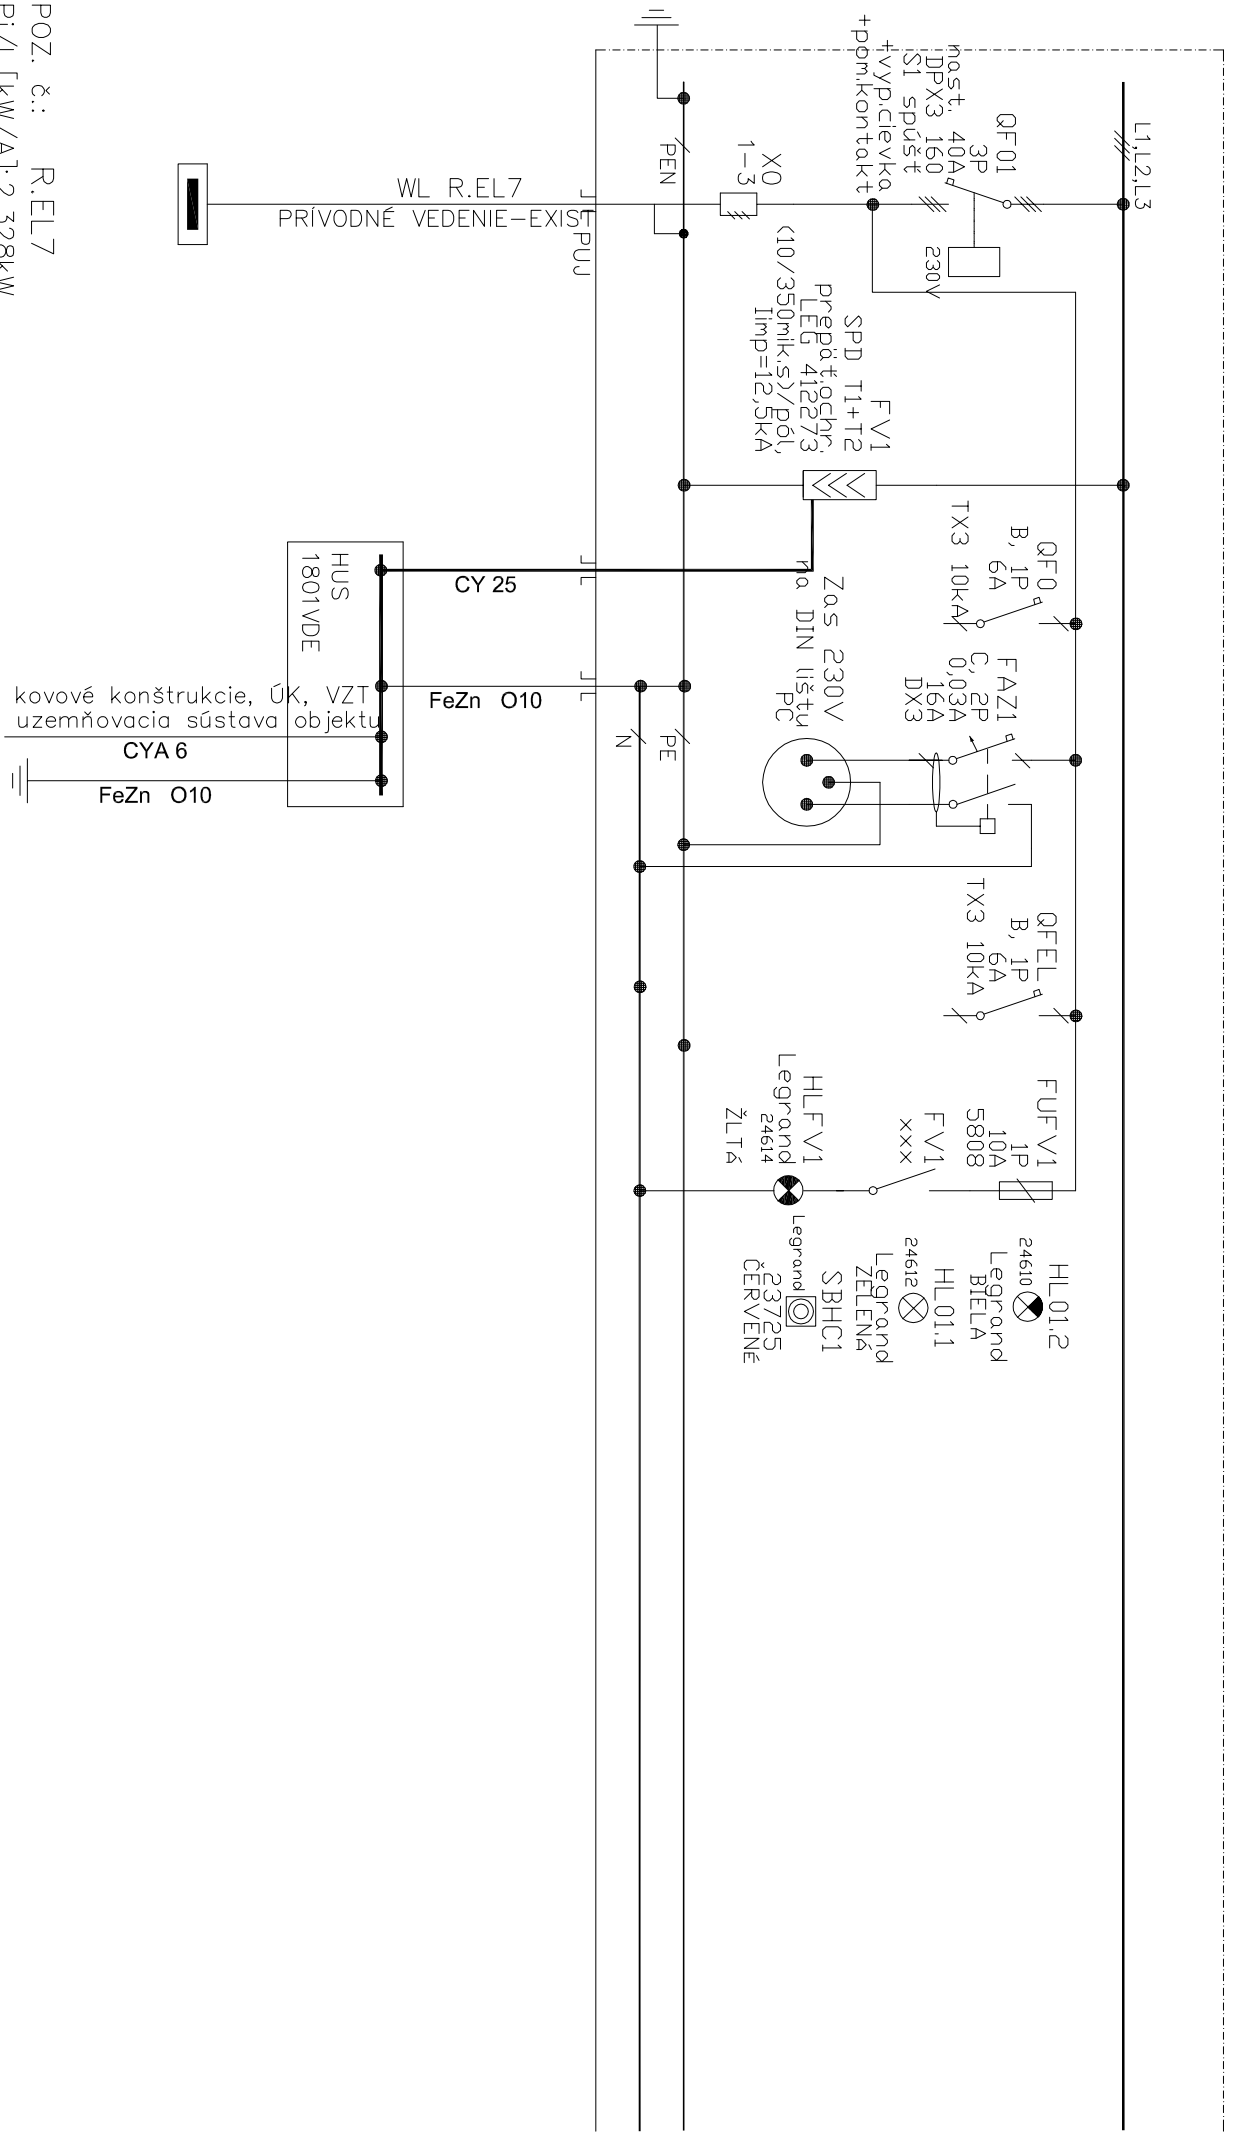 L1,L2,L3
QF01
3P
nast. 40A
DPX3 160
S1 spúšť
+vyp.cievka
+pom.kontakt
230V
X0
1-3
PEN
PUJ
WL R.EL7
PRÍVODNÉ VEDENIE-EXIST
POZ. č.: R.EL7
FV1
SPD T1+T2
prepäť.ochr.
LEG 412273
(10/350mik.s)/pól,
Iimp=12,5kA
QF0
B, 1P
6A
TX3 10kA
FAZ1
C, 2P
0,03A
16A
DX3
Zas 230V
na DIN lištu
PC
PE
N
CY 25
FeZn O10
HUS
1801VDE
kovové konštrukcie, ÚK, VZT
uzemňovacia sústava objektu
CYA 6
FeZn O10
QFEL
B, 1P
6A
TX3 10kA
FUFV1
1P
10A
5808
FV1
xxx
HLFV1
Legrand
24614
ŽLTÁ
HL01.2
24610
Legrand
BIELA
HL01.1
24612
Legrand
ZELENÁ
SBHC1
Legrand
23725
ČERVENÉ